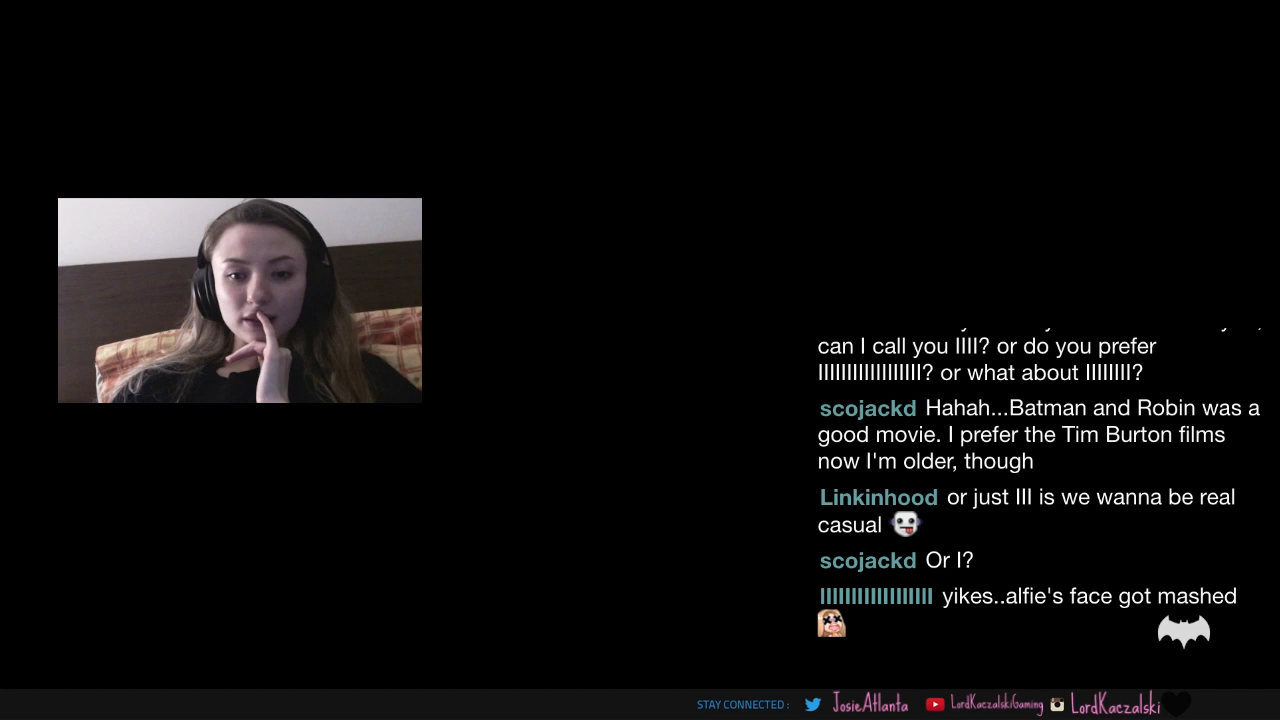 can I call you IIII? or do you prefer
IIIIIIIIIIIIIIIIII? or what about IIIIIIII?
scojackd Hahah...Batman and Robin was a
good movie. I prefer the Tim Burton films
now I'm older, though
Linkinhood or just III is we wanna be real
casual
scojackd Or I?
IIIIIIIIIIIIIIIIII yikes..alfie's face got mashed
STAY CONNECTED : JosieAtlanta LordKaczalskiGaming LordKaczalski